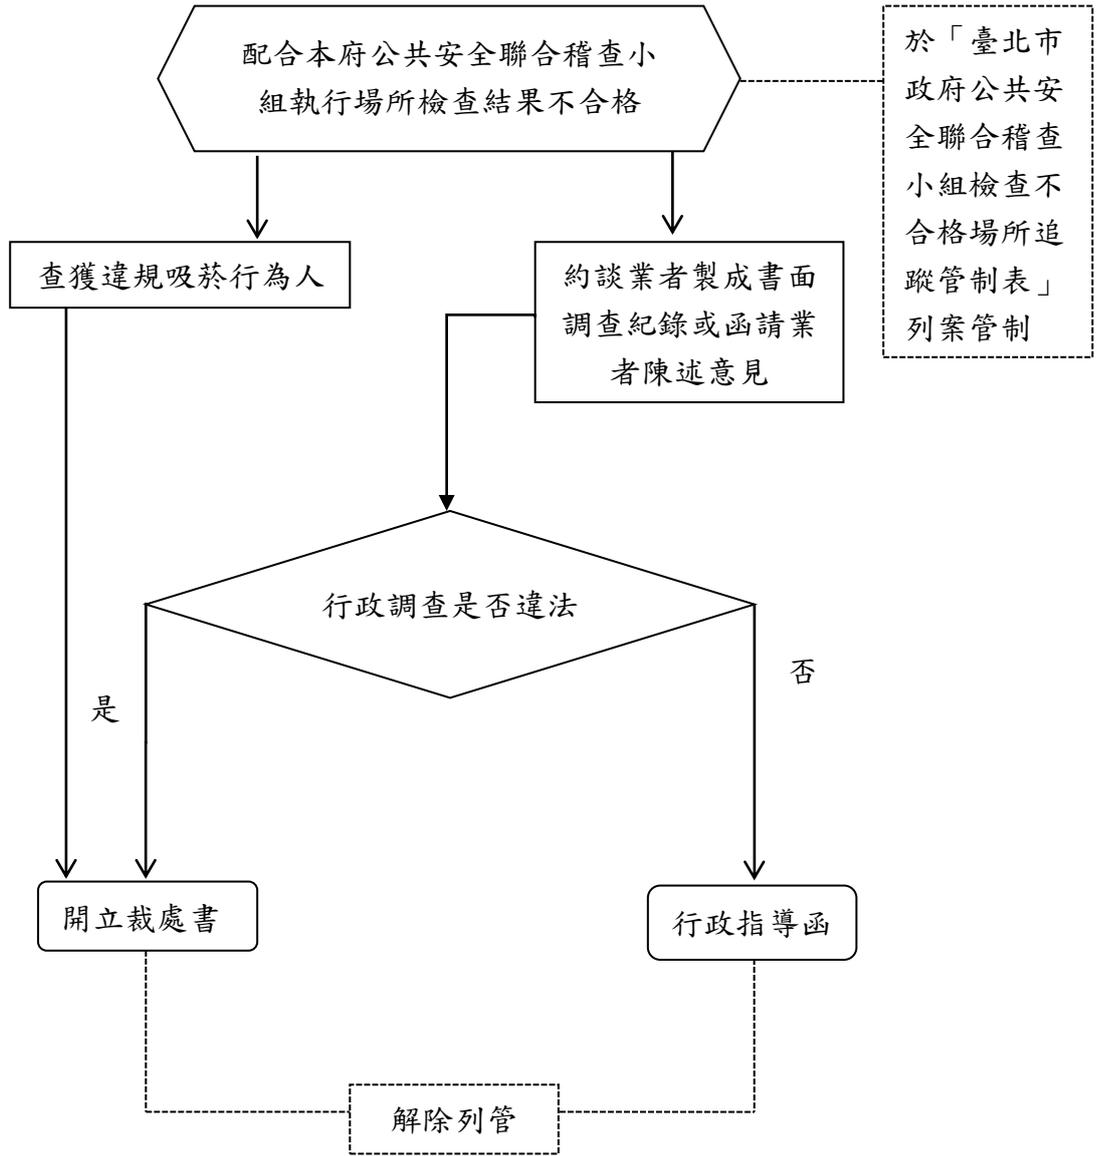 配合本府公共安全聯合稽查小
組執行場所檢查結果不合格
於「臺北市
政府公共安
全聯合稽查
小組檢查不
合格場所追
蹤管制表」
列案管制
查獲違規吸菸行為人
約談業者製成書面
調查紀錄或函請業
者陳述意見
行政調查是否違法
是
否
開立裁處書
行政指導函
解除列管